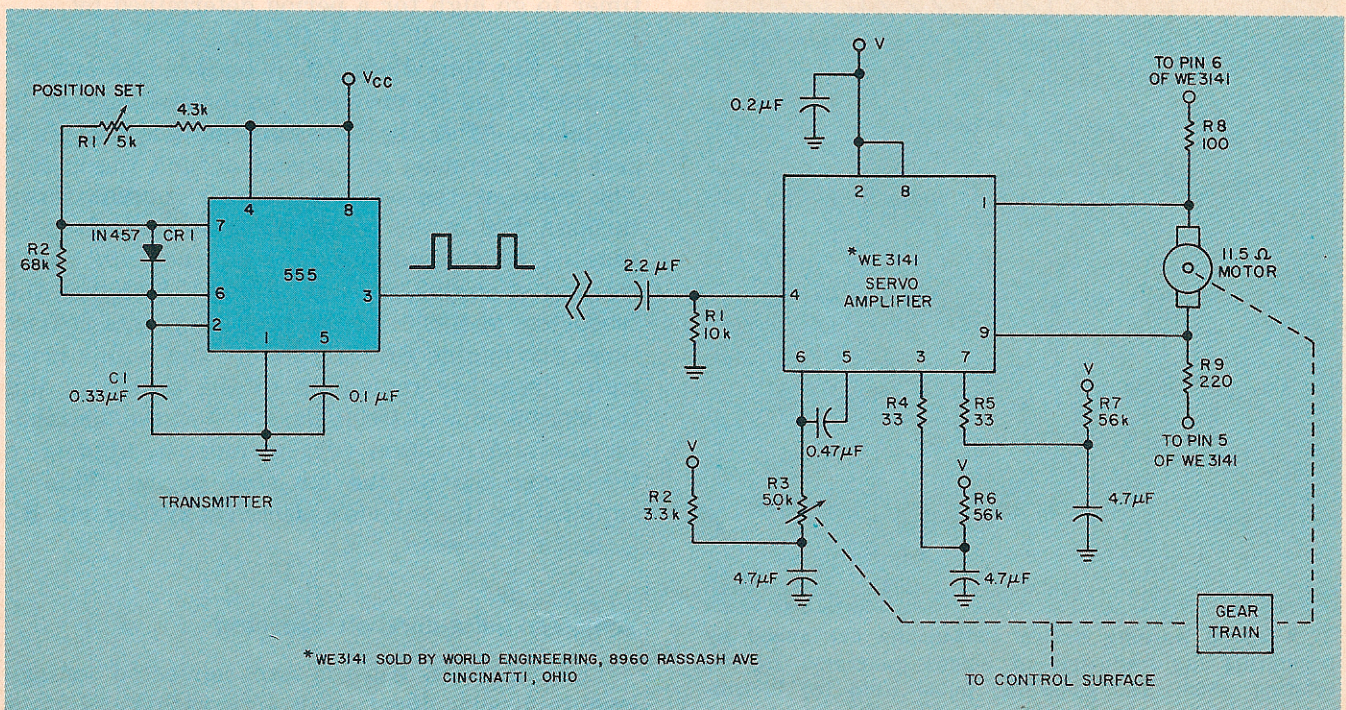 POSITION SET
R1 5k
4.3k
VCC
4
8
7
IN457
CR1
R2
68k
555
6
3
2
1
5
C1
0.33µF
0.1 µF
TRANSMITTER
2.2 µF
R1
10k
V
0.2µF
2
8
1
*WE3141
SERVO
AMPLIFIER
4
9
6
5
3
7
TO PIN 6
OF WE3141
R8
100
11.5 Ω
MOTOR
R9
220
TO PIN 5
OF WE3141
R4
33
R5
33
V
R7
56k
4.7µF
0.47µF
V
R2
3.3k
R3
5.0k
V
R6
56k
4.7µF
4.7µF
GEAR
TRAIN
TO CONTROL SURFACE
*WE3141 SOLD BY WORLD ENGINEERING, 8960 RASSASH AVE
CINCINATTI, OHIO